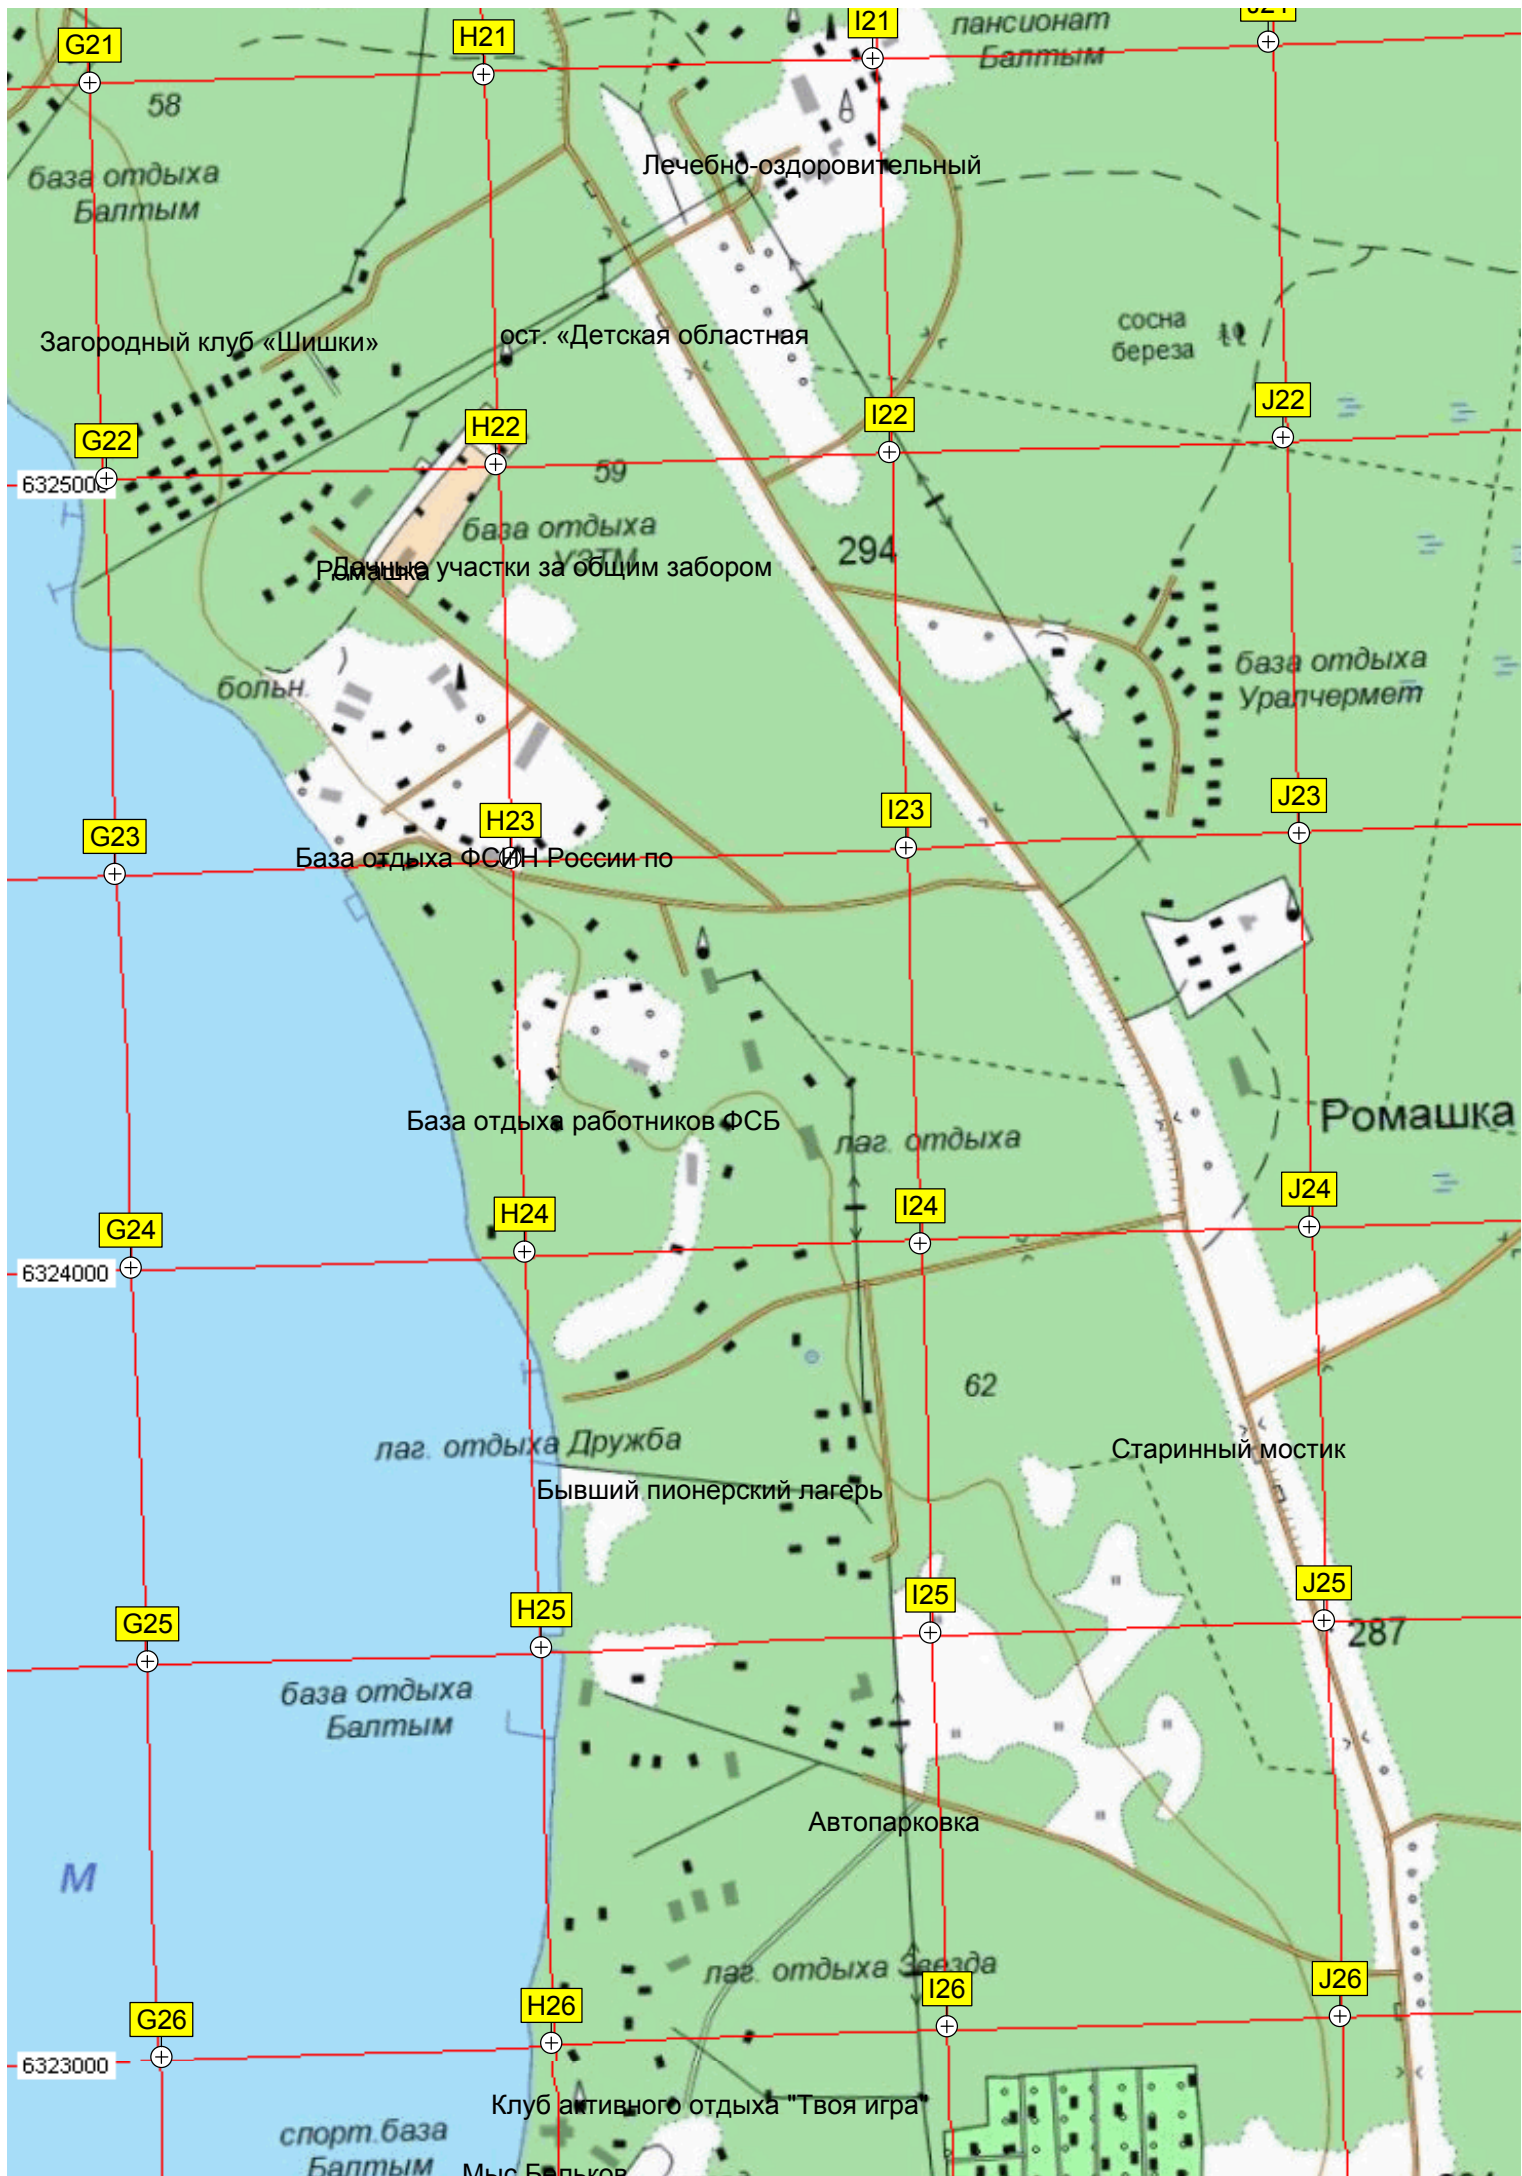 J21
I21
пансионат
Балтым
G21
H21
58
база отдыха
Балтым
Лечебно-оздоровительный
Загородный клуб «Шишки»
ост. «Детская областная
сосна
береза
G22
H22
I22
J22
6325000
59
база отдыха
УЗТМ
294
Ромашка
Дачные участки за общим забором
больн.
база отдыха
Уралчермет
G23
H23
I23
J23
База отдыха ФСИН России по
База отдыха работников ФСБ
лаг. отдыха
Ромашка
G24
H24
I24
J24
6324000
62
лаг. отдыха Дружба
Старинный мостик
Бывший пионерский лагерь
G25
H25
I25
J25
287
база отдыха
Балтым
Автопарковка
М
лаг. отдыха Звезда
G26
H26
I26
J26
6323000
Клуб активного отдыха "Твоя игра"
спорт.база
Балтым
Мыс Бальков